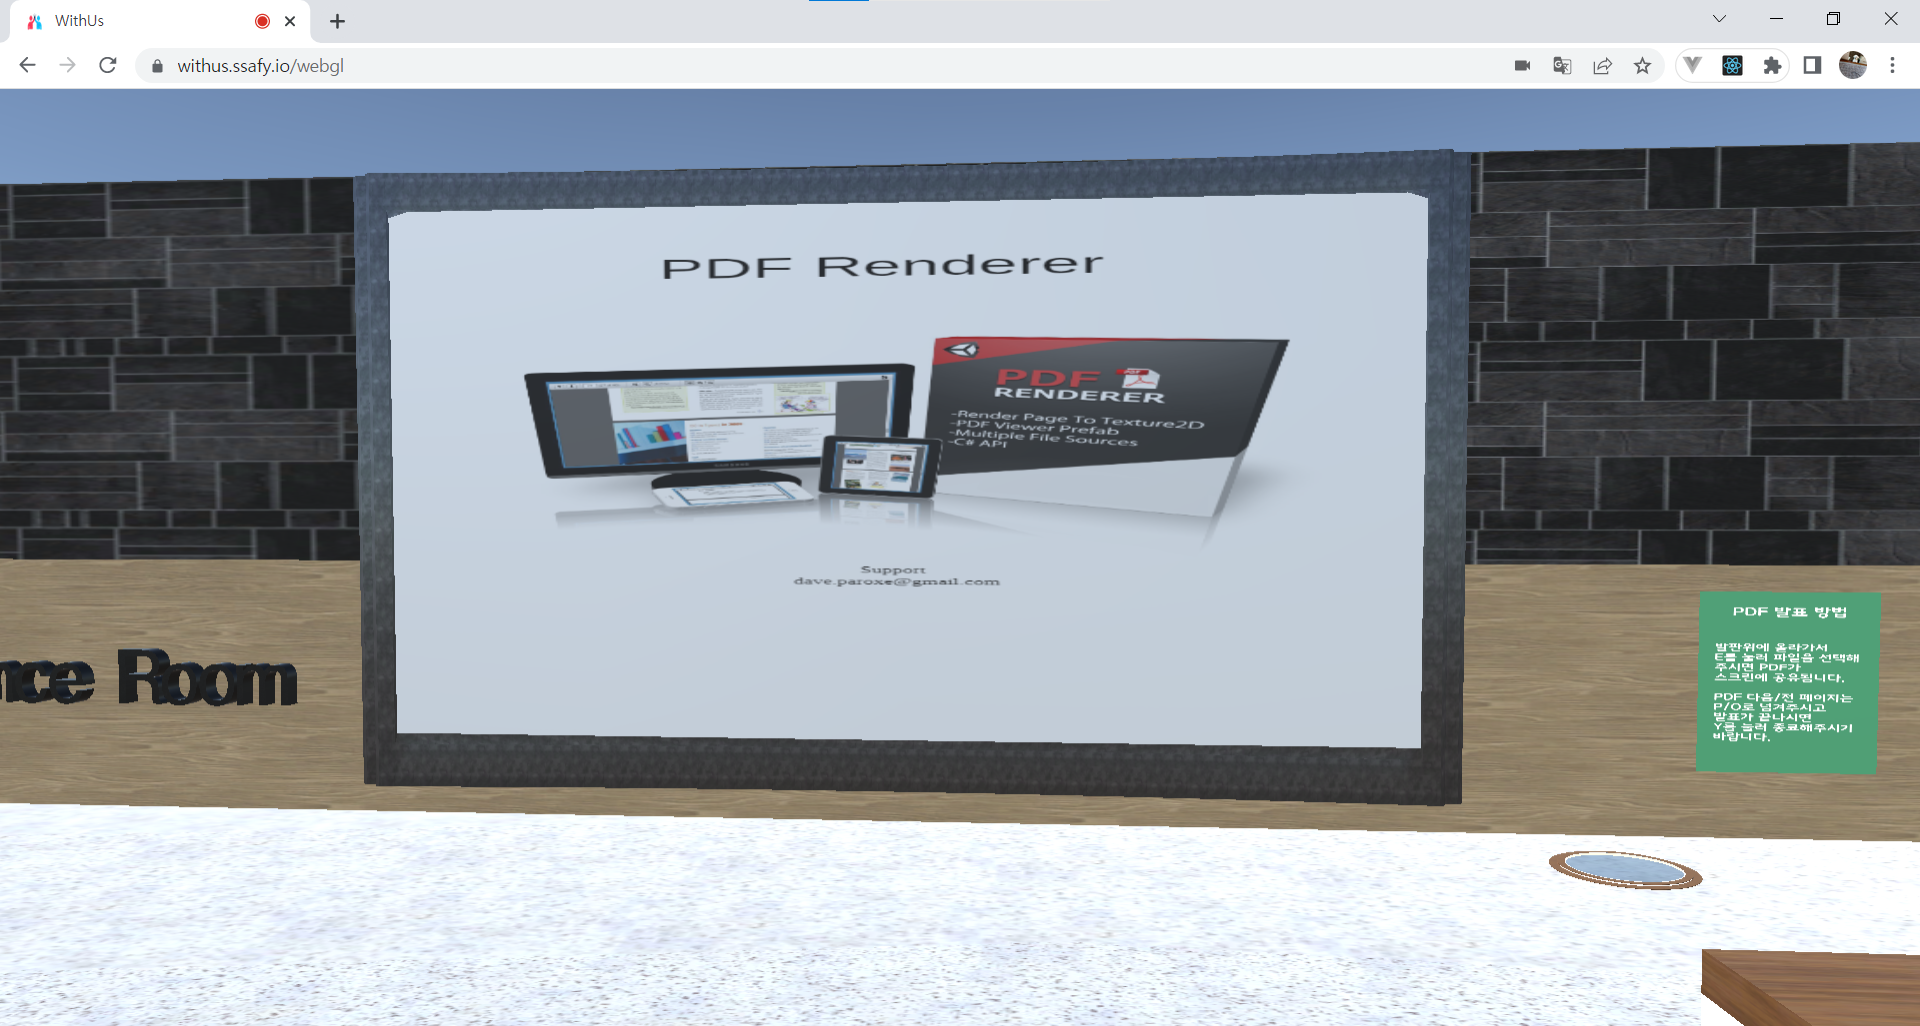 WithUs
withus.ssafy.io/webgl
PDF Renderer
PDF
RENDERER
-Render Page To Texture2D
-PDF Viewer Prefab
-Multiple File Sources
-C# API
Support
dave.paroxe@gmail.com
nce Room
PDF 발표 방법
발판위에 올라가서
E를 눌러 파일을 선택해
주시면 PDF가
스크린에 공유됩니다.
PDF 다음/전 페이지는
P/O로 넘겨주시고
발표가 끝나시면
Y를 눌러 종료해주시기
바랍니다.